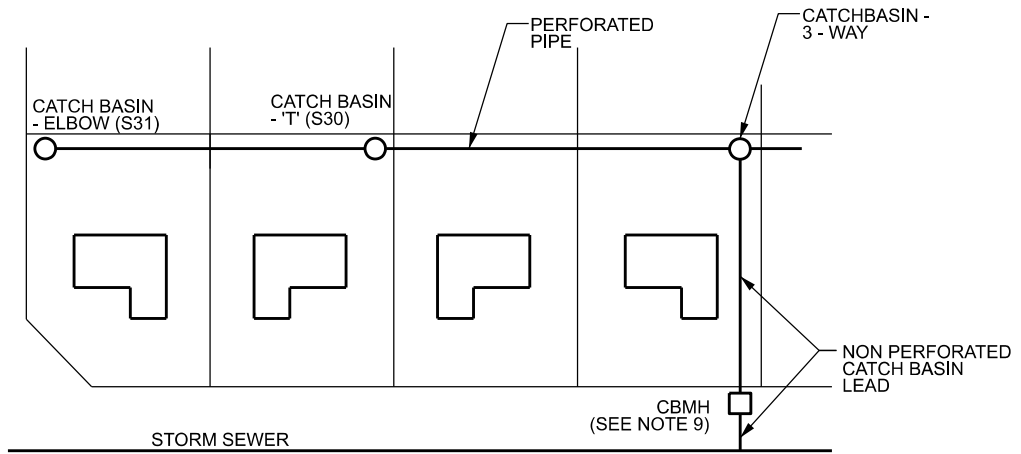 CATCHBASIN -
3 - WAY
PERFORATED
PIPE
CATCH BASIN
- ELBOW (S31)
CATCH BASIN
- 'T' (S30)
NON PERFORATED
CATCH BASIN
LEAD
CBMH
(SEE NOTE 9)
STORM SEWER